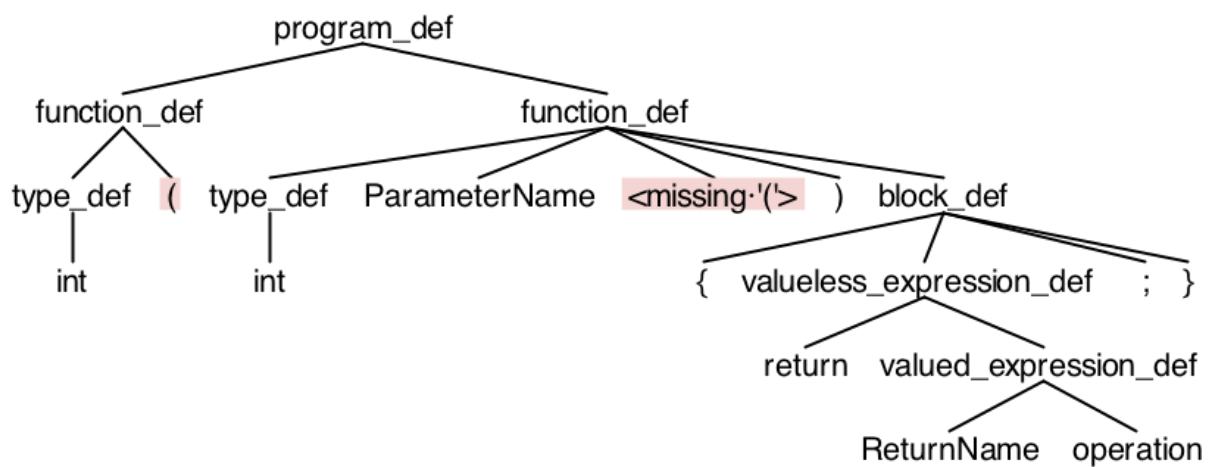 program_def
function_def function_def
type_def ( type_def ParameterName <missing·'('> ) block_def
int int { valueless_expression_def ; }
return valued_expression_def
ReturnName operation